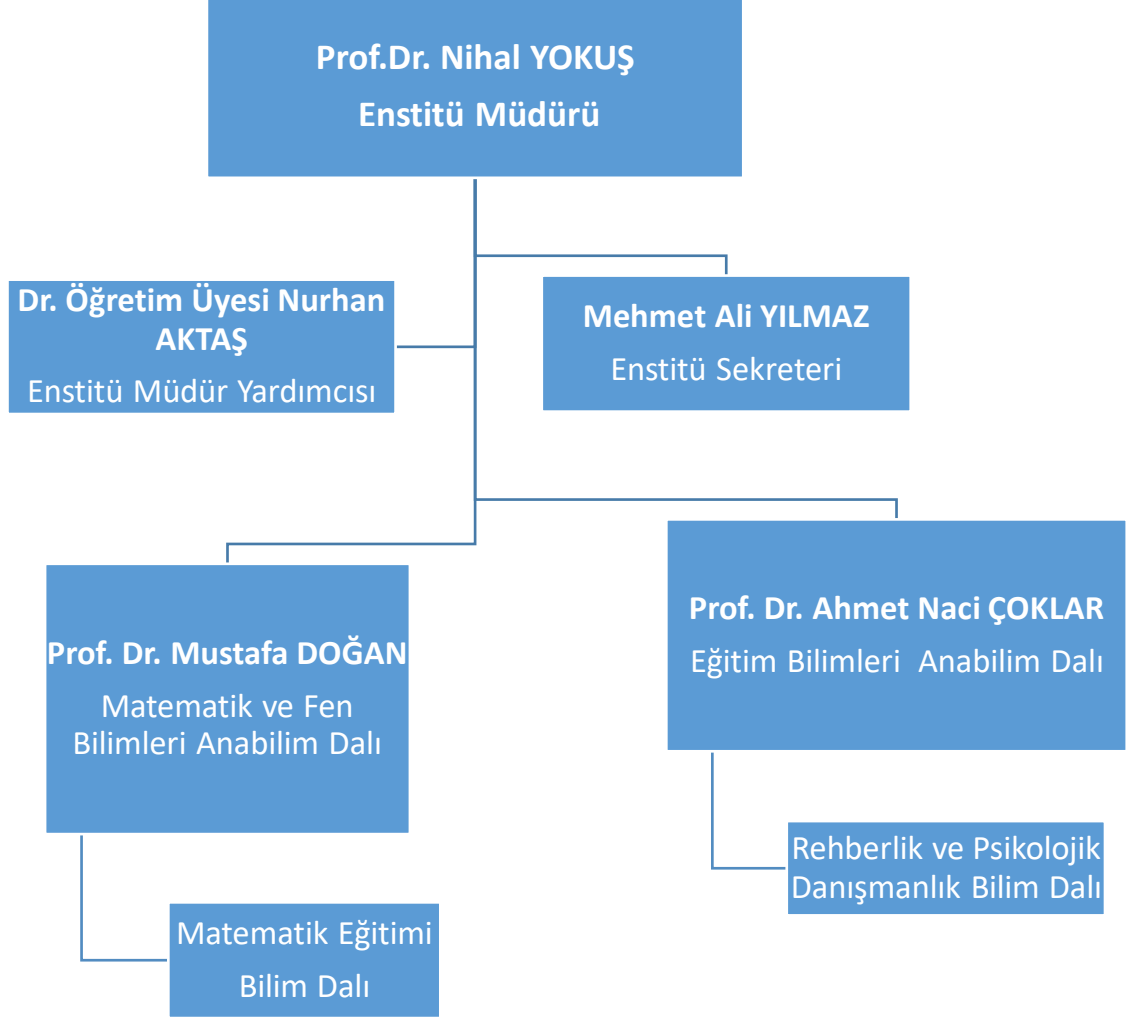 Prof.Dr. Nihal YOKUŞ
Enstitü Müdürü
Dr. Öğretim Üyesi Nurhan
AKTAŞ
Enstitü Müdür Yardımcısı
Mehmet Ali YILMAZ
Enstitü Sekreteri
Prof. Dr. Mustafa DOĞAN
Matematik ve Fen
Bilimleri Anabilim Dalı
Prof. Dr. Ahmet Naci ÇOKLAR
Eğitim Bilimleri  Anabilim Dalı
Matematik Eğitimi
Bilim Dalı
Rehberlik ve Psikolojik
Danışmanlık Bilim Dalı